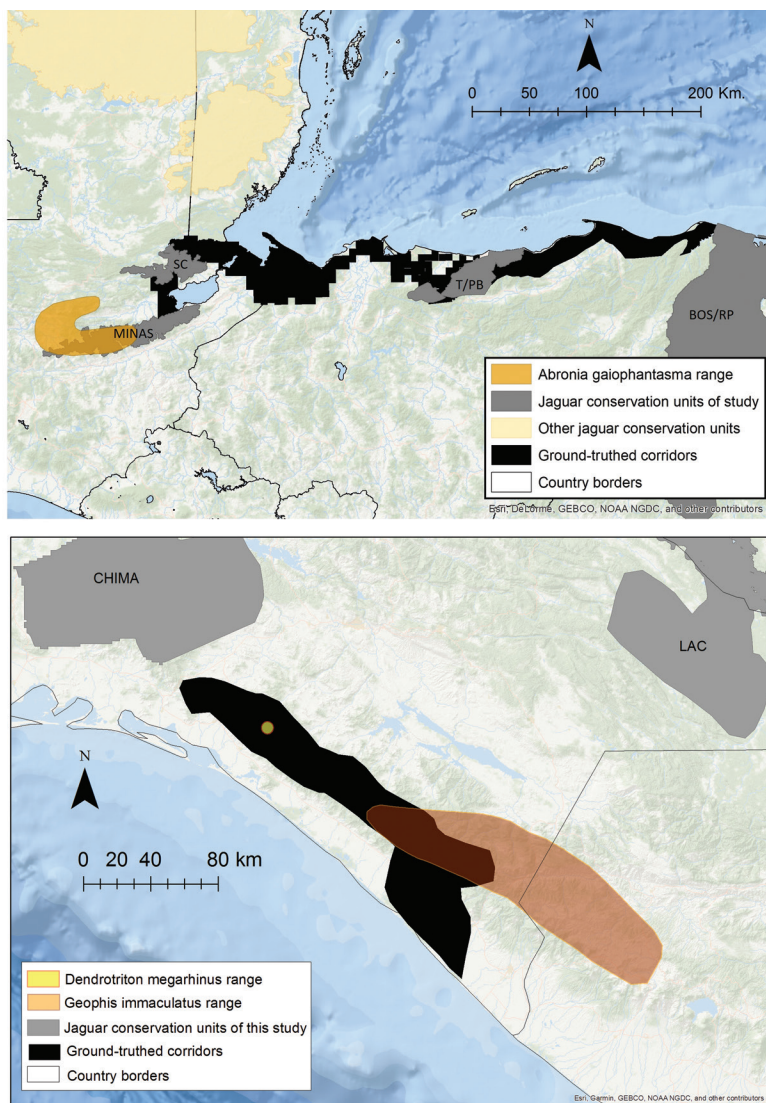 N
0 50 100 200 Km.
SC
T/PB
MINAS
BOS/RP
Abronia gaiophantasma range
Jaguar conservation units of study
Other jaguar conservation units
Ground-truthed corridors
Country borders
Esri, DeLorme, GEBCO, NOAA NGDC, and other contributors
CHIMA
LAC
N
0 20 40 80 km
Dendrotriton megarhinus range
Geophis immaculatus range
Jaguar conservation units of this study
Ground-truthed corridors
Country borders
Esri, Garmin, GEBCO, NOAA NGDC, and other contributors